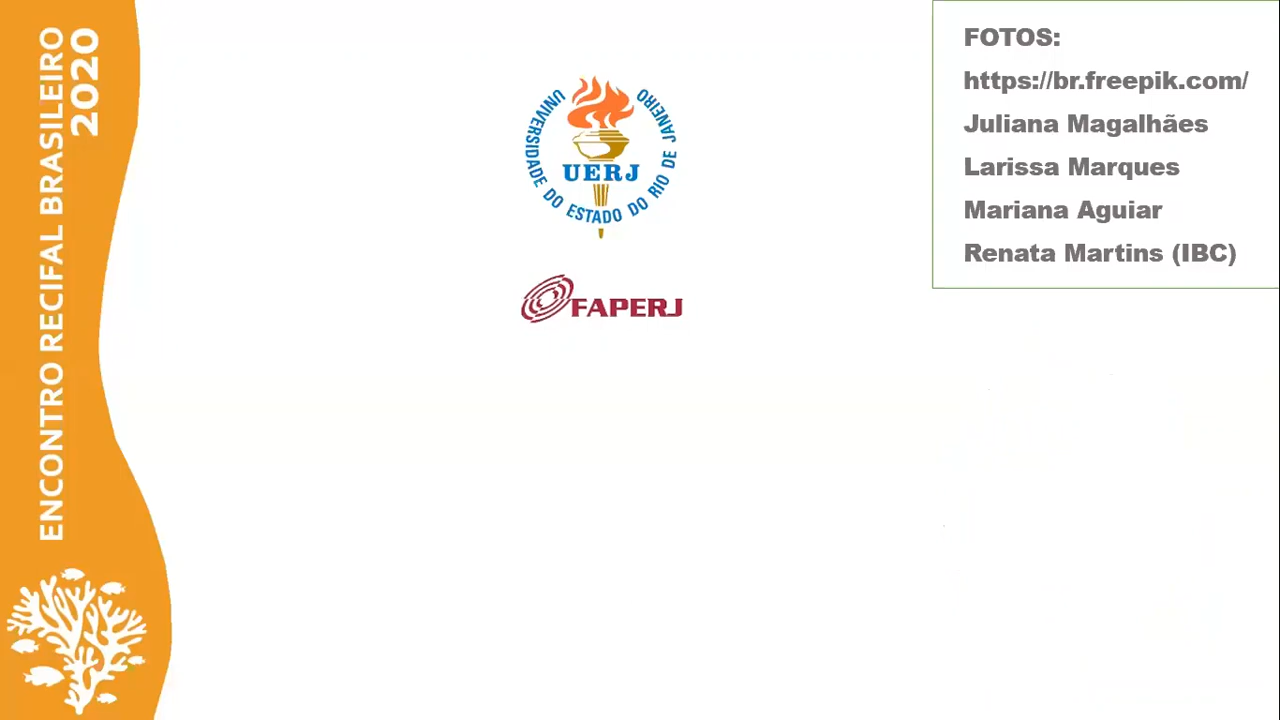 ENCONTRO RECIFAL BRASILEIRO
2020
UNIVERSIDADE DO ESTADO DO RIO DE JANEIRO
UERJ
FAPERJ
FOTOS:
https://br.freepik.com/
Juliana Magalhães
Larissa Marques
Mariana Aguiar
Renata Martins (IBC)